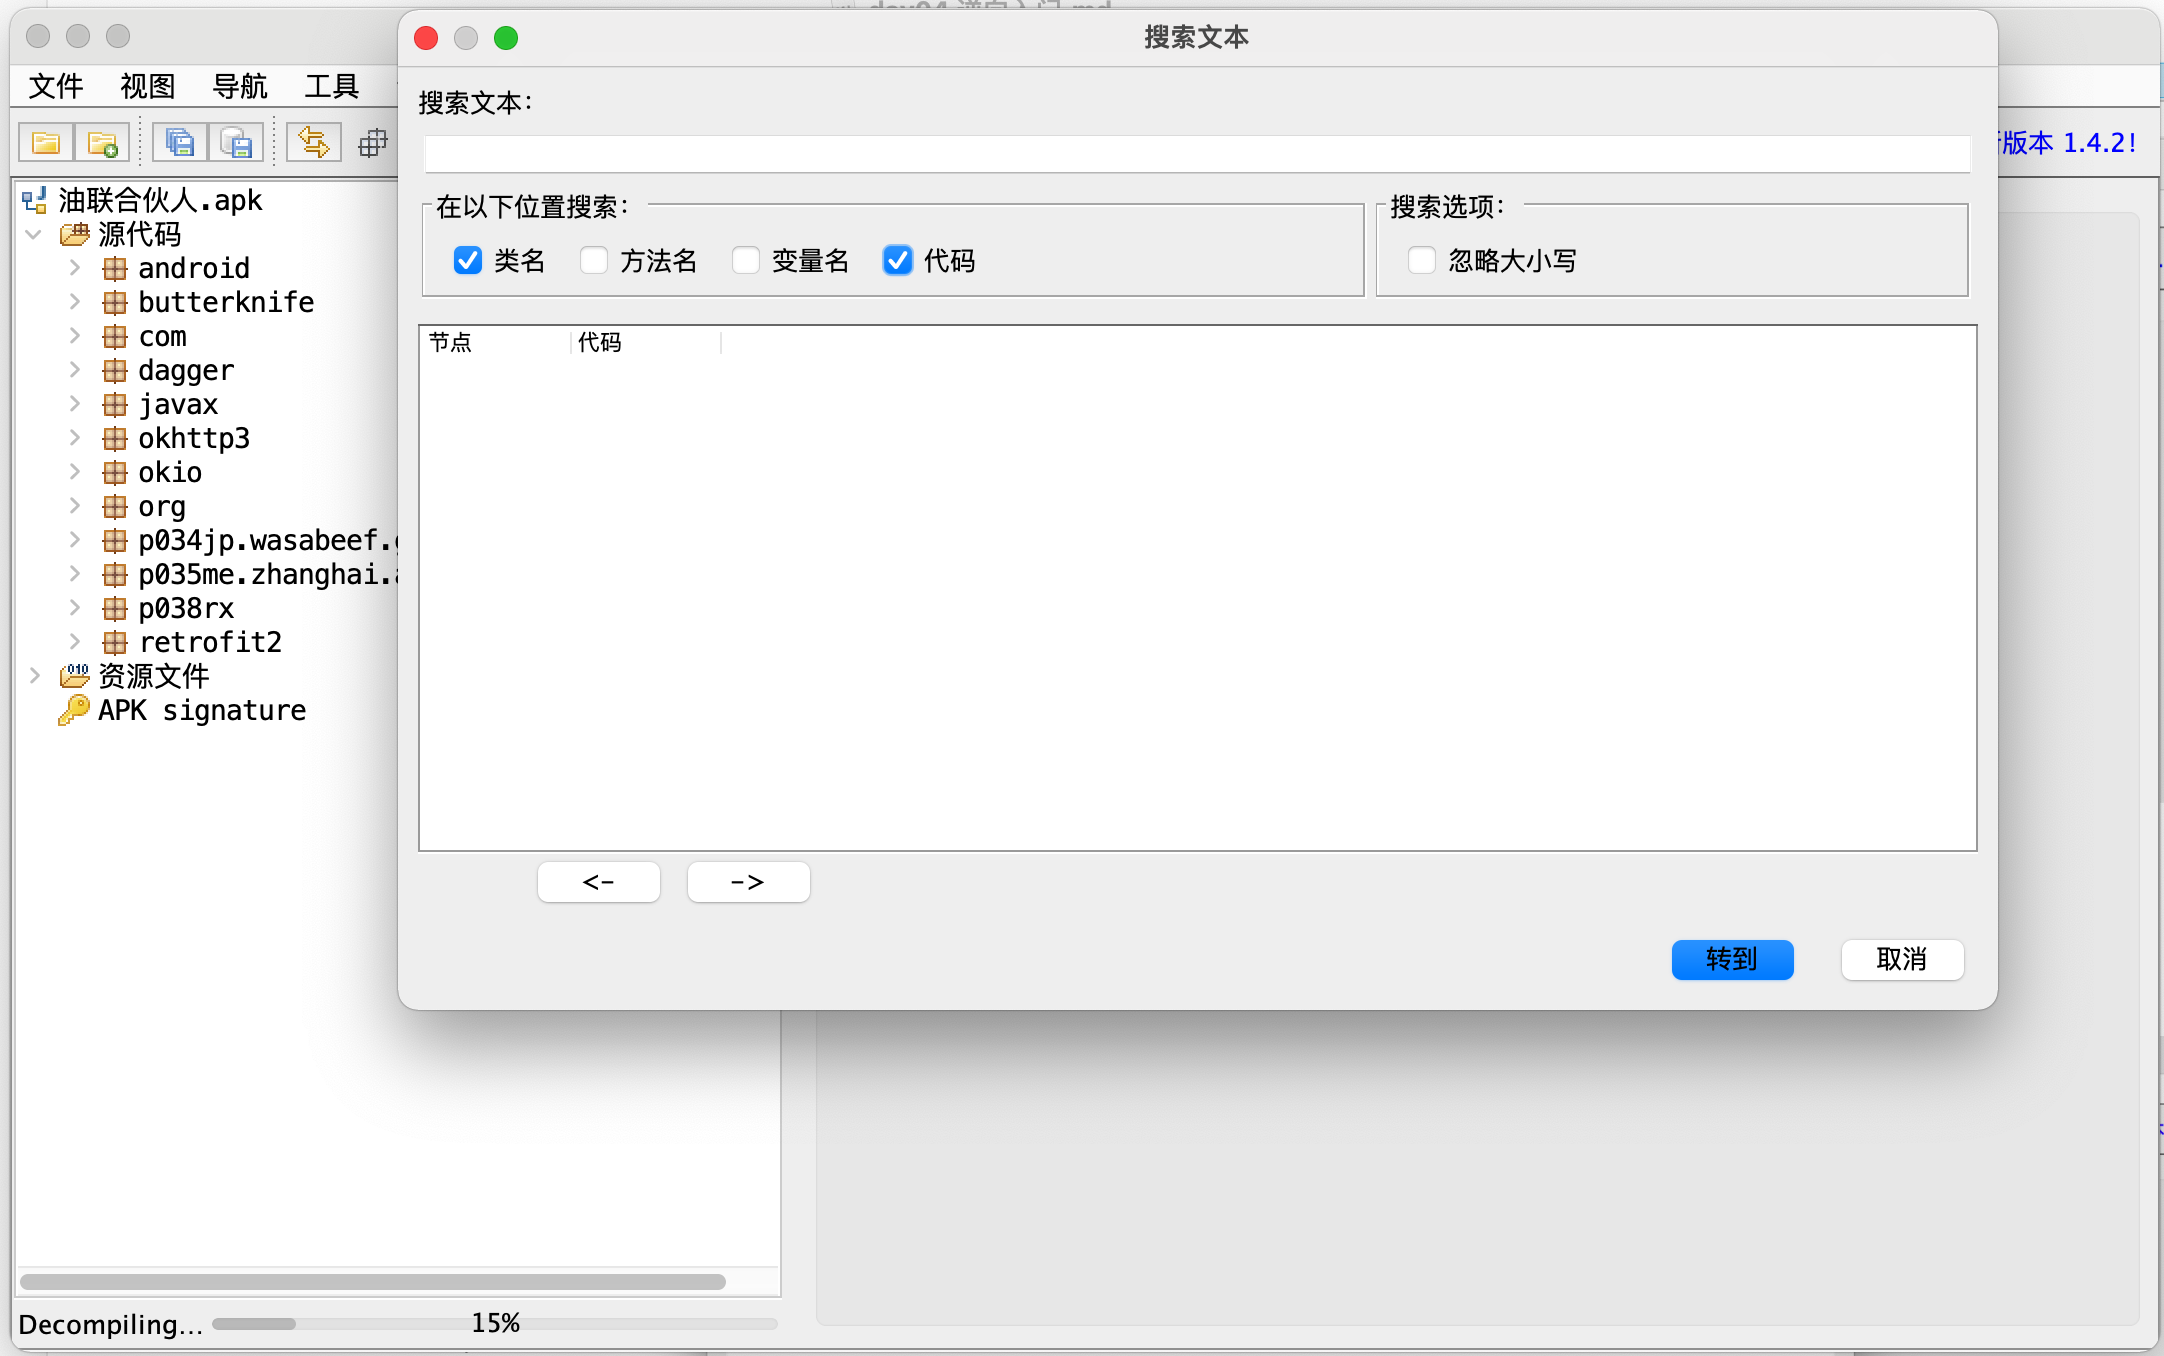 搜索文本
文件 视图 导航 工具
版本 1.4.2!
搜索文本:
在以下位置搜索:
类名 方法名 变量名 代码
搜索选项:
忽略大小写
节点 代码
<- ->
转到 取消
油联合伙人.apk
源代码
android
butterknife
com
dagger
javax
okhttp3
okio
org
p034jp.wasabeef.
p035me.zhanghai.
p038rx
retrofit2
资源文件
APK signature
Decompiling... 15%